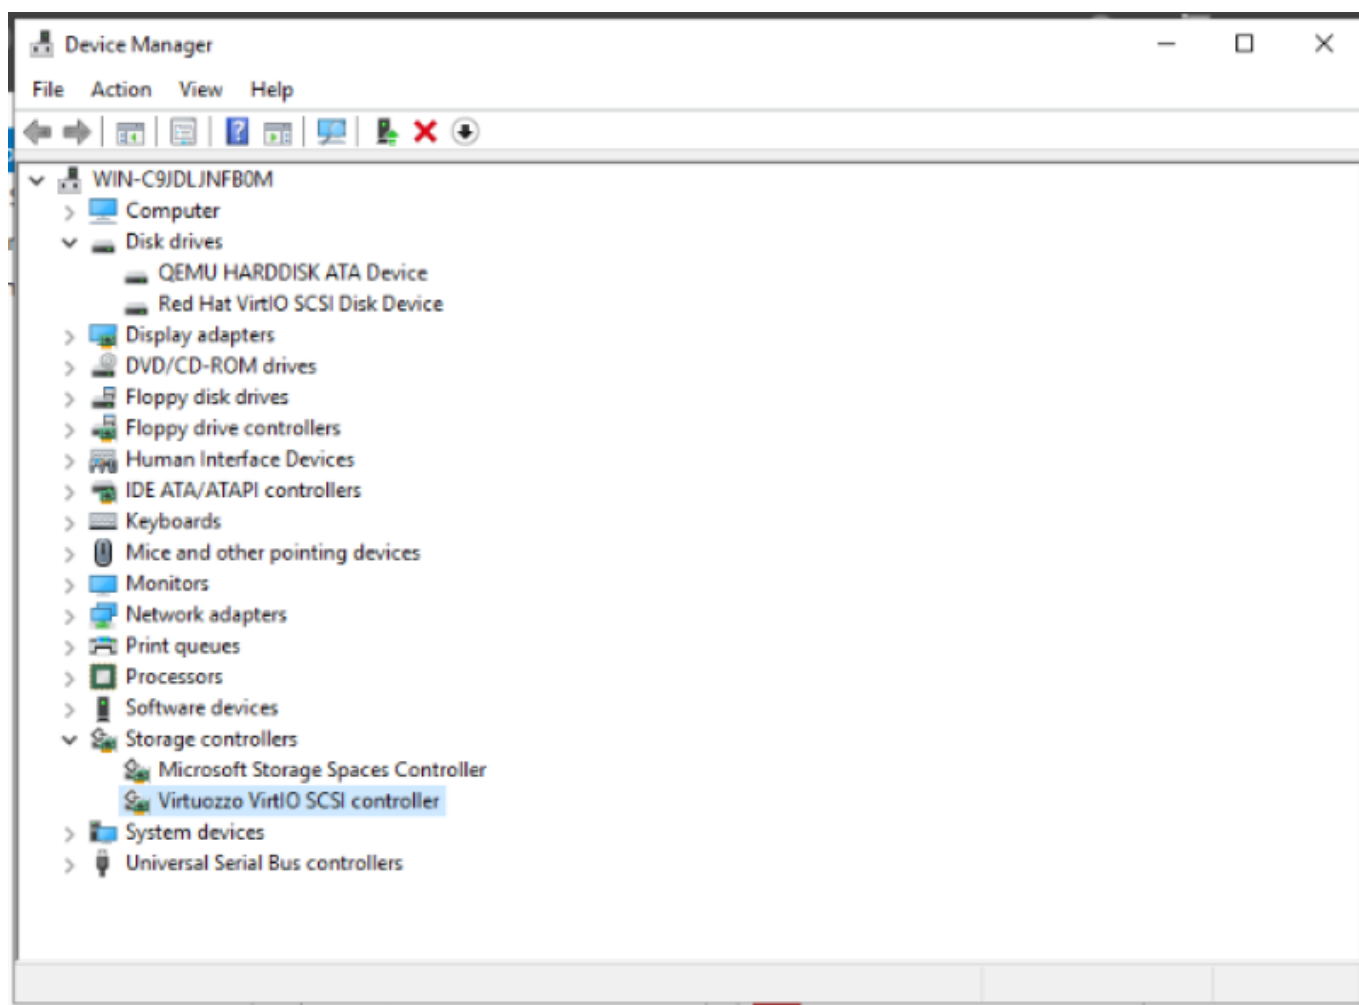 Device Manager
File Action View Help
WIN-C9JDLJNFB0M
Computer
Disk drives
QEMU HARDDISK ATA Device
Red Hat VirtIO SCSI Disk Device
Display adapters
DVD/CD-ROM drives
Floppy disk drives
Floppy drive controllers
Human Interface Devices
IDE ATA/ATAPI controllers
Keyboards
Mice and other pointing devices
Monitors
Network adapters
Print queues
Processors
Software devices
Storage controllers
Microsoft Storage Spaces Controller
Virtuozzo VirtIO SCSI controller
System devices
Universal Serial Bus controllers